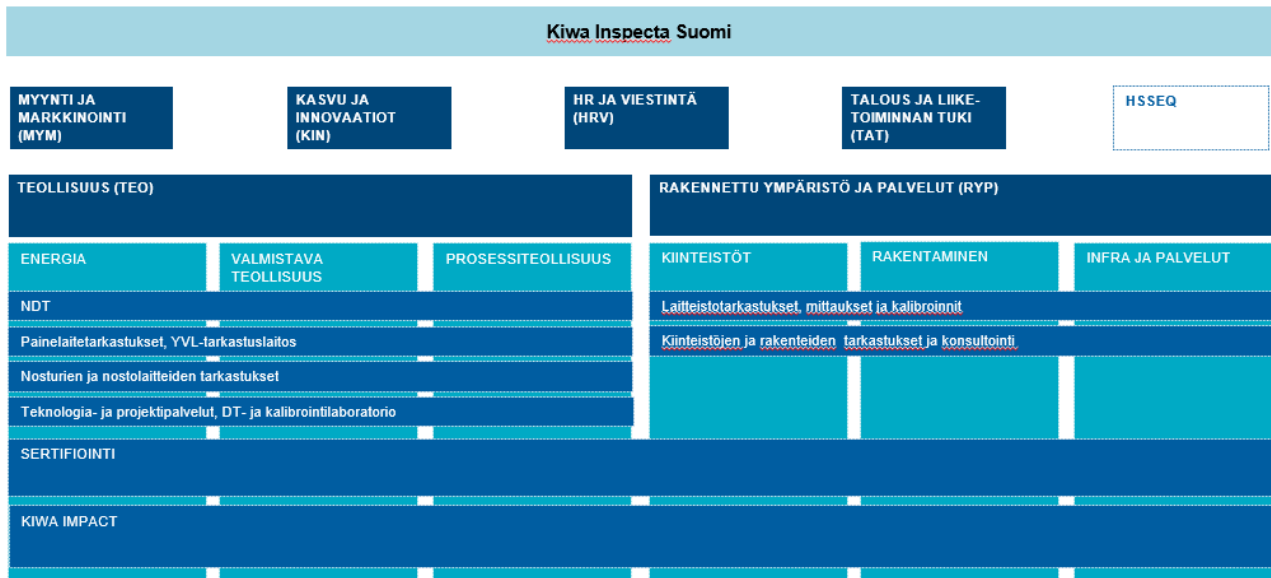 Kiwa Inspecta Suomi
MYYNTI JA
MARKKINOINTI
(MYM)
KASVU JA
INNOVAATIOT
(KIN)
HR JA VIESTINTÄ
(HRV)
TALOUS JA LIIKE-
TOIMINNAN TUKI
(TAT)
HSSEQ
TEOLLISUUS (TEO)
RAKENNETTU YMPÄRISTÖ JA PALVELUT (RYP)
ENERGIA
VALMISTAVA
TEOLLISUUS
PROSESSITEOLLISUUS
KIINTEISTÖT
RAKENTAMINEN
INFRA JA PALVELUT
NDT
Laitteistotarkastukset, mittaukset ja kalibroinnit
Painelaitetarkastukset, YVL-tarkastuslaitos
Kiinteistöjen ja rakenteiden tarkastukset ja konsultointi
Nosturien ja nostolaitteiden tarkastukset
Teknologia- ja projektipalvelut, DT- ja kalibrointilaboratorio
SERTIFIOINTI
KIWA IMPACT